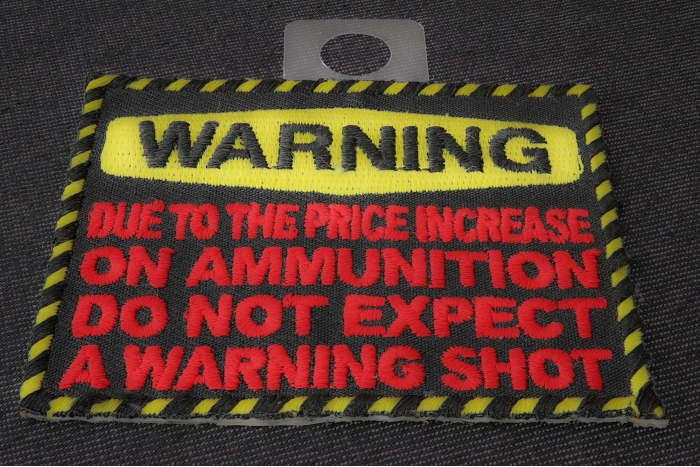 WARNING
DUE TO THE PRICE INCREASE
ON AMMUNITION
DO NOT EXPECT
A WARNING SHOT